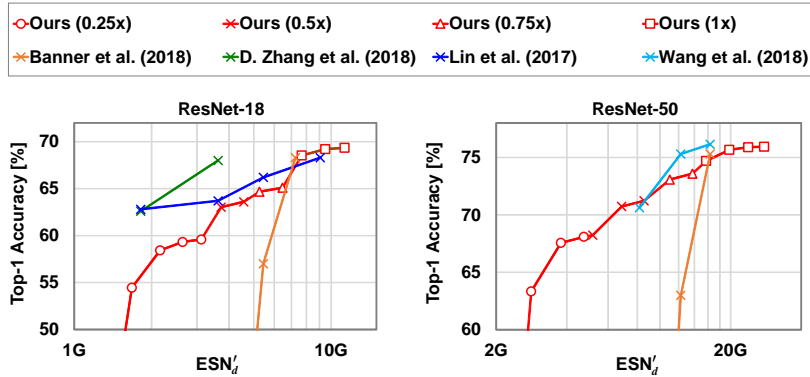 Ours (0.25x) Ours (0.5x) Ours (0.75x) Ours (1x)
Banner et al. (2018) D. Zhang et al. (2018) Lin et al. (2017) Wang et al. (2018)
ResNet-18
Top-1 Accuracy [%]
70
65
60
55
50
1G 10G
ESN′d
ResNet-50
Top-1 Accuracy [%]
75
70
65
60
2G 20G
ESN′d